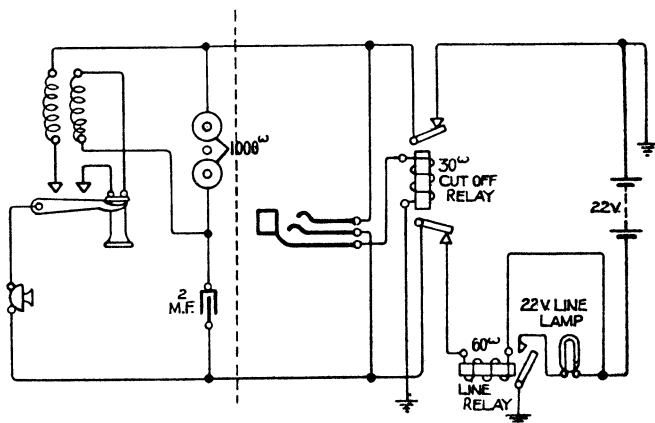 1000ω
30ω
CUT OFF
RELAY
22V.
2
M.F.
22V. LINE
LAMP
60ω
LINE
RELAY